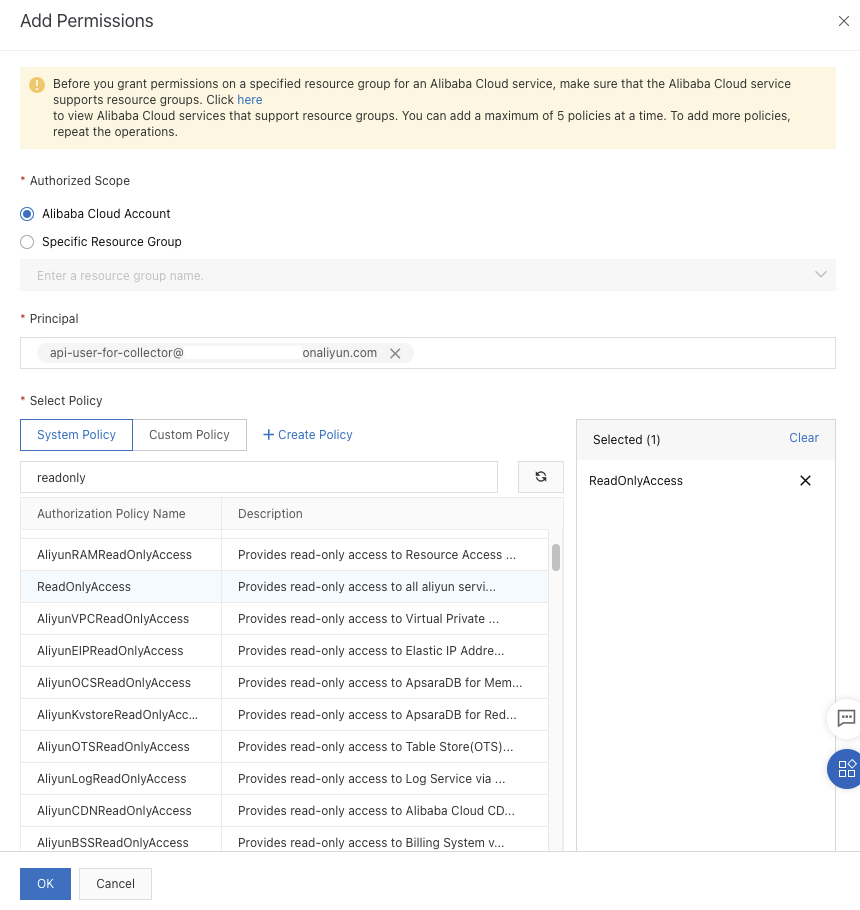 Add Permissions
Before you grant permissions on a specified resource group for an Alibaba Cloud service, make sure that the Alibaba Cloud service
supports resource groups. Click here
to view Alibaba Cloud services that support resource groups. You can add a maximum of 5 policies at a time. To add more policies,
repeat the operations.
* Authorized Scope
Alibaba Cloud Account
Specific Resource Group
Enter a resource group name.
* Principal
api-user-for-collector@ onaliyun.com
* Select Policy
System Policy Custom Policy + Create Policy
Selected (1) Clear
readonly
ReadOnlyAccess
Authorization Policy Name Description
AliyunRAMReadOnlyAccess Provides read-only access to Resource Access ...
ReadOnlyAccess Provides read-only access to all aliyun servi...
AliyunVPCReadOnlyAccess Provides read-only access to Virtual Private ...
AliyunEIPReadOnlyAccess Provides read-only access to Elastic IP Addre...
AliyunOCSReadOnlyAccess Provides read-only access to ApsaraDB for Mem...
AliyunKvstoreReadOnlyAcc... Provides read-only access to ApsaraDB for Red...
AliyunOTSReadOnlyAccess Provides read-only access to Table Store(OTS)...
AliyunLogReadOnlyAccess Provides read-only access to Log Service via ...
AliyunCDNReadOnlyAccess Provides read-only access to Alibaba Cloud CD...
AliyunBSSReadOnlyAccess Provides read-only access to Billing System v...
OK Cancel